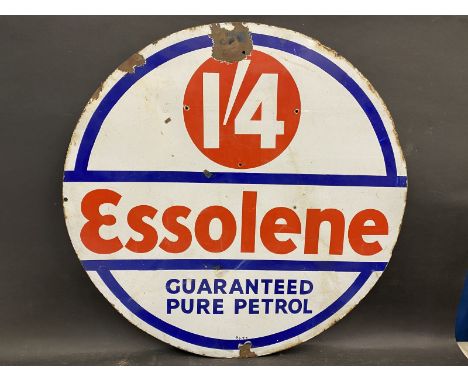 1/4
Essolene
GUARANTEED
PURE PETROL